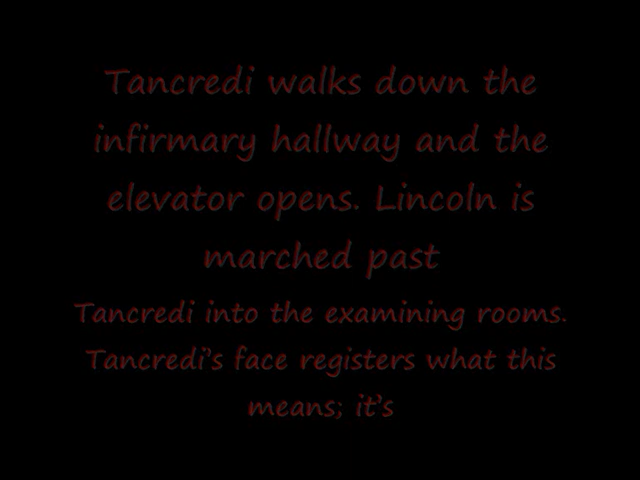 Tancredi walks down the
infirmary hallway and the
elevator opens. Lincoln is
marched past
Tancredi into the examining rooms.
Tancredi's face registers what this
means; it's